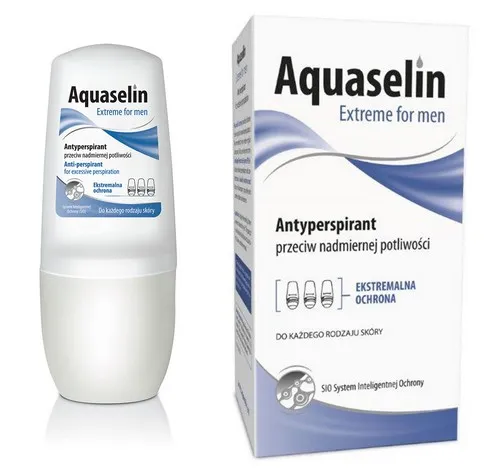 Aquaselin
Extreme for men
Antyperspirant
przeciw nadmiernej potliwości
Anti-perspirant
for excessive perspiration
Ekstremalna
ochrona
Do każdego rodzaju skóry
Aquaselin
Extreme for men
Antyperspirant
przeciw nadmiernej potliwości
EKSTREMALNA
OCHRONA
DO KAŻDEGO RODZAJU SKÓRY
SIO System Inteligentnej Ochrony